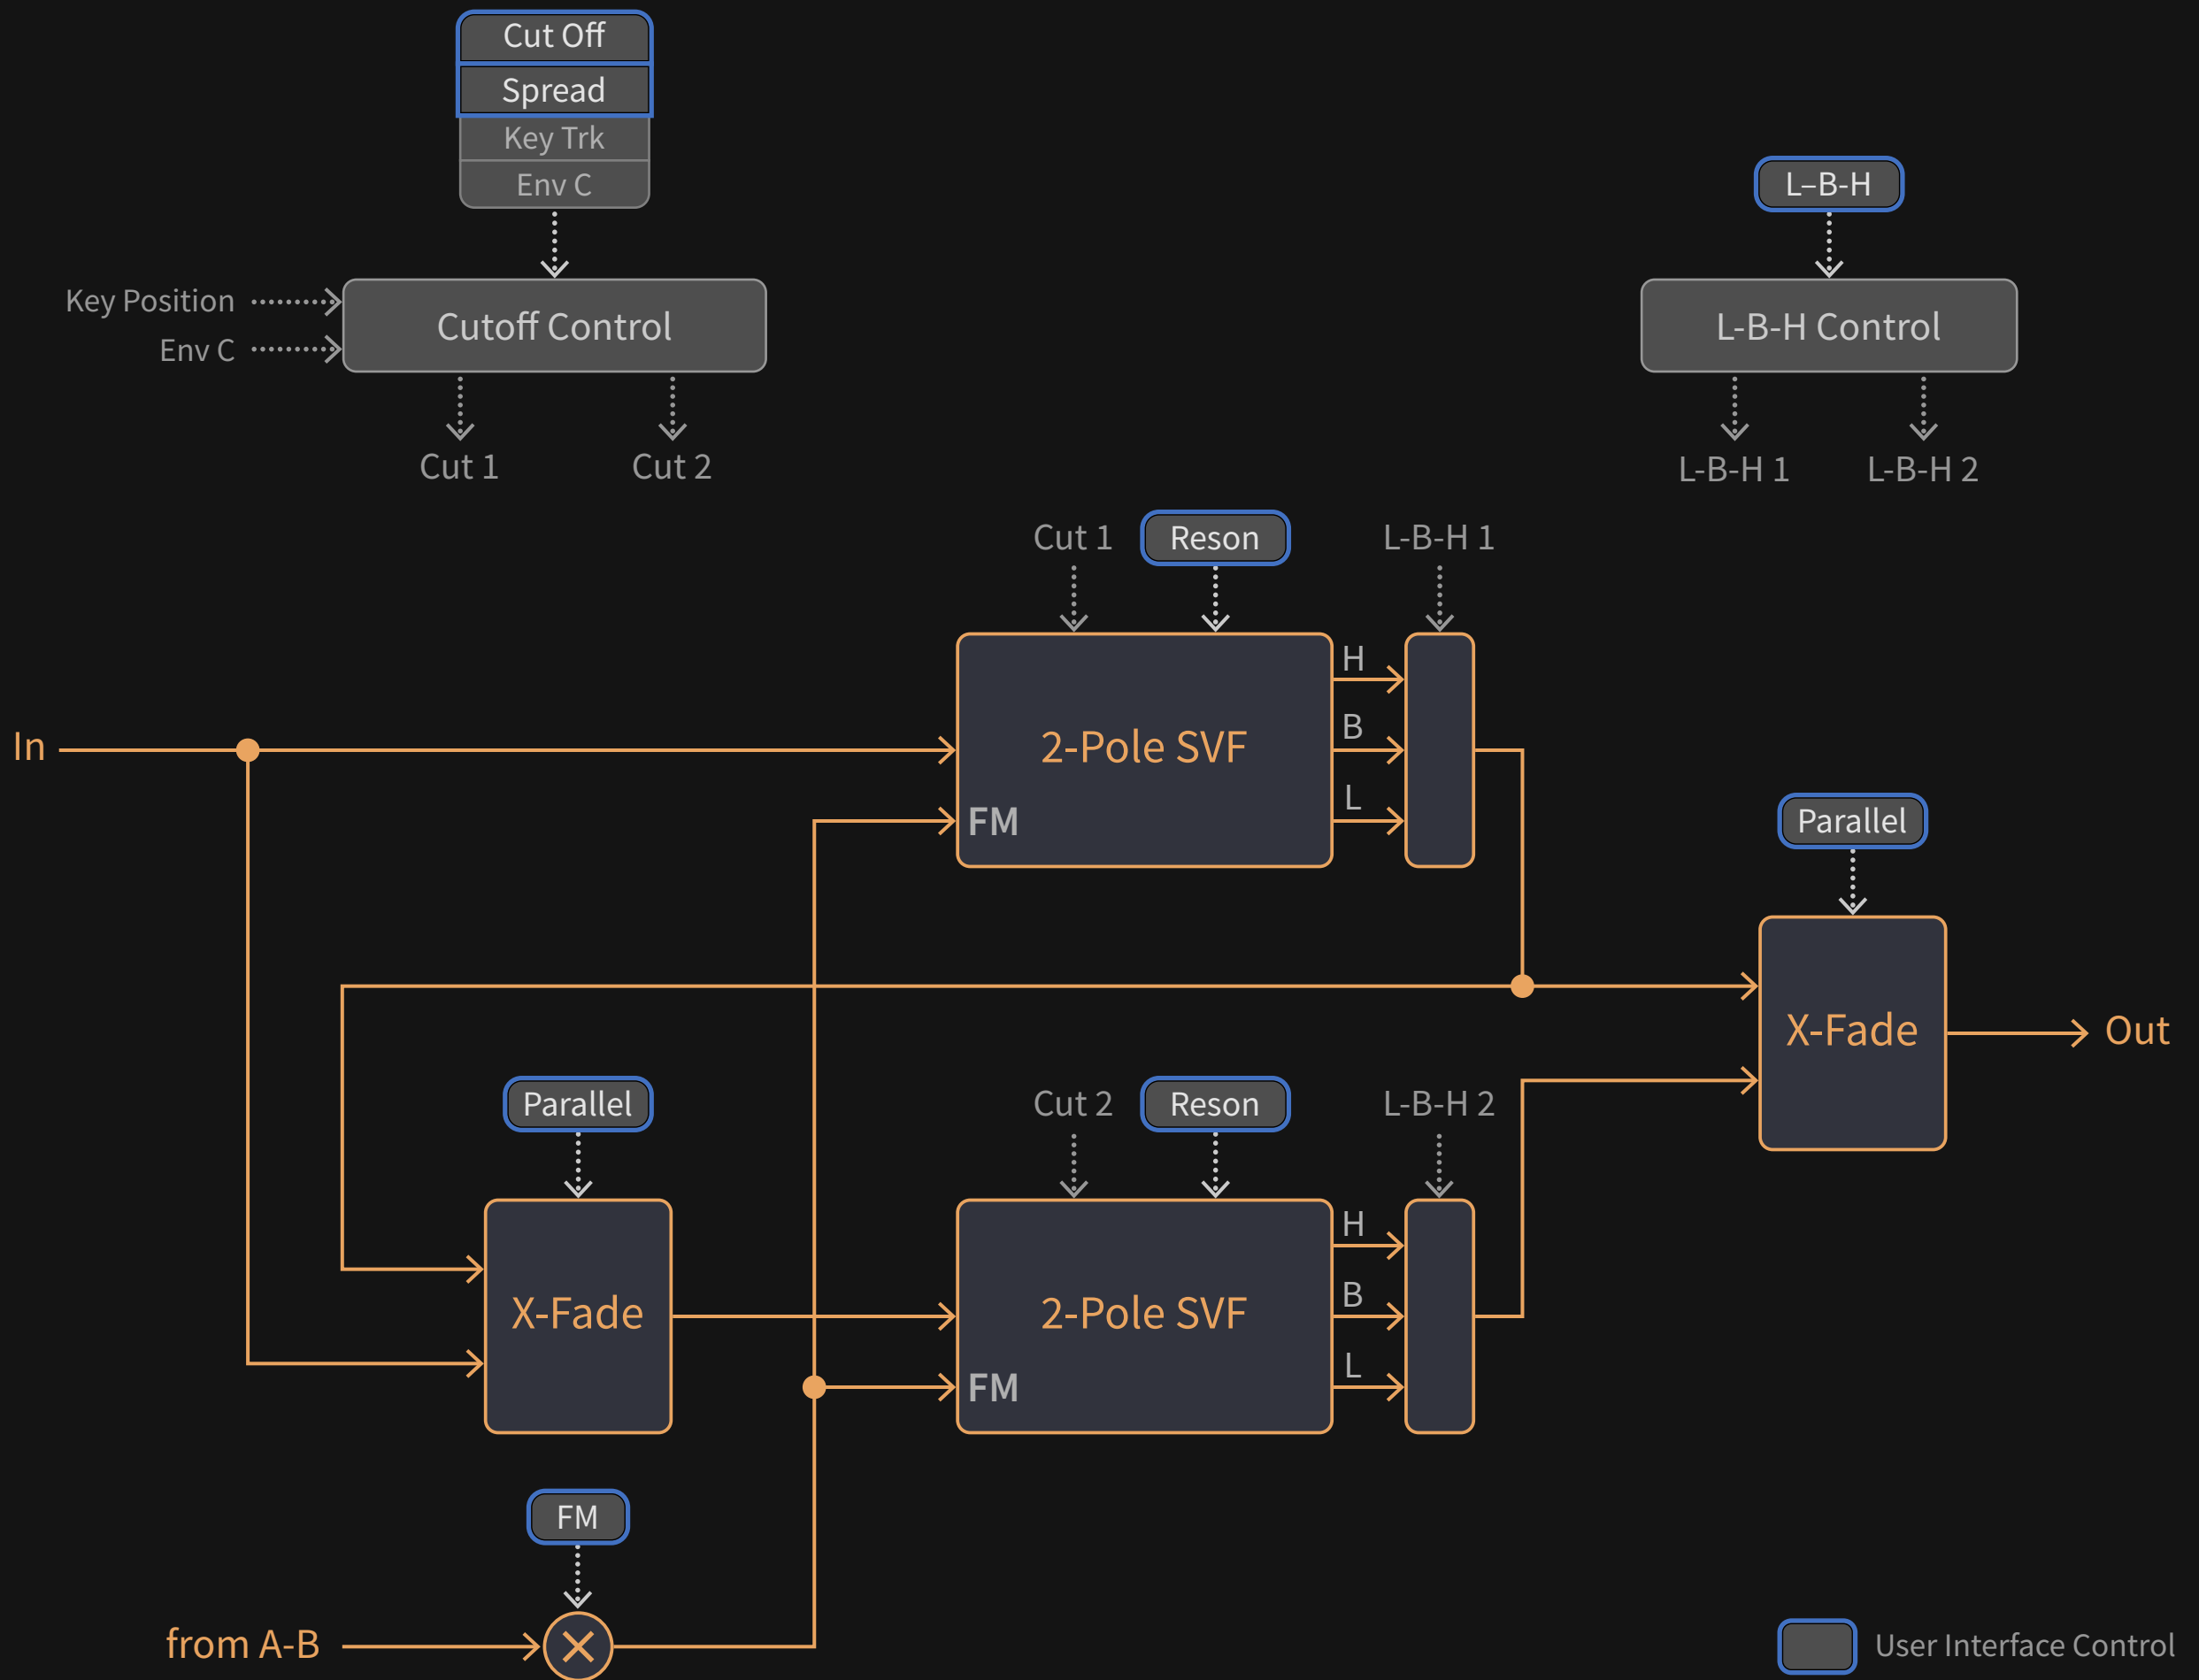 Cut Off
Spread
Key Trk
Env C
L–B-H
Key Position
Env C
Cutoff Control
L-B-H Control
Cut 1
Cut 2
L-B-H 1
L-B-H 2
Cut 1
Reson
L-B-H 1
H
B
L
In
2-Pole SVF
FM
Parallel
X-Fade
Out
Parallel
Cut 2
Reson
L-B-H 2
H
B
L
X-Fade
2-Pole SVF
FM
FM
from A-B
User Interface Control